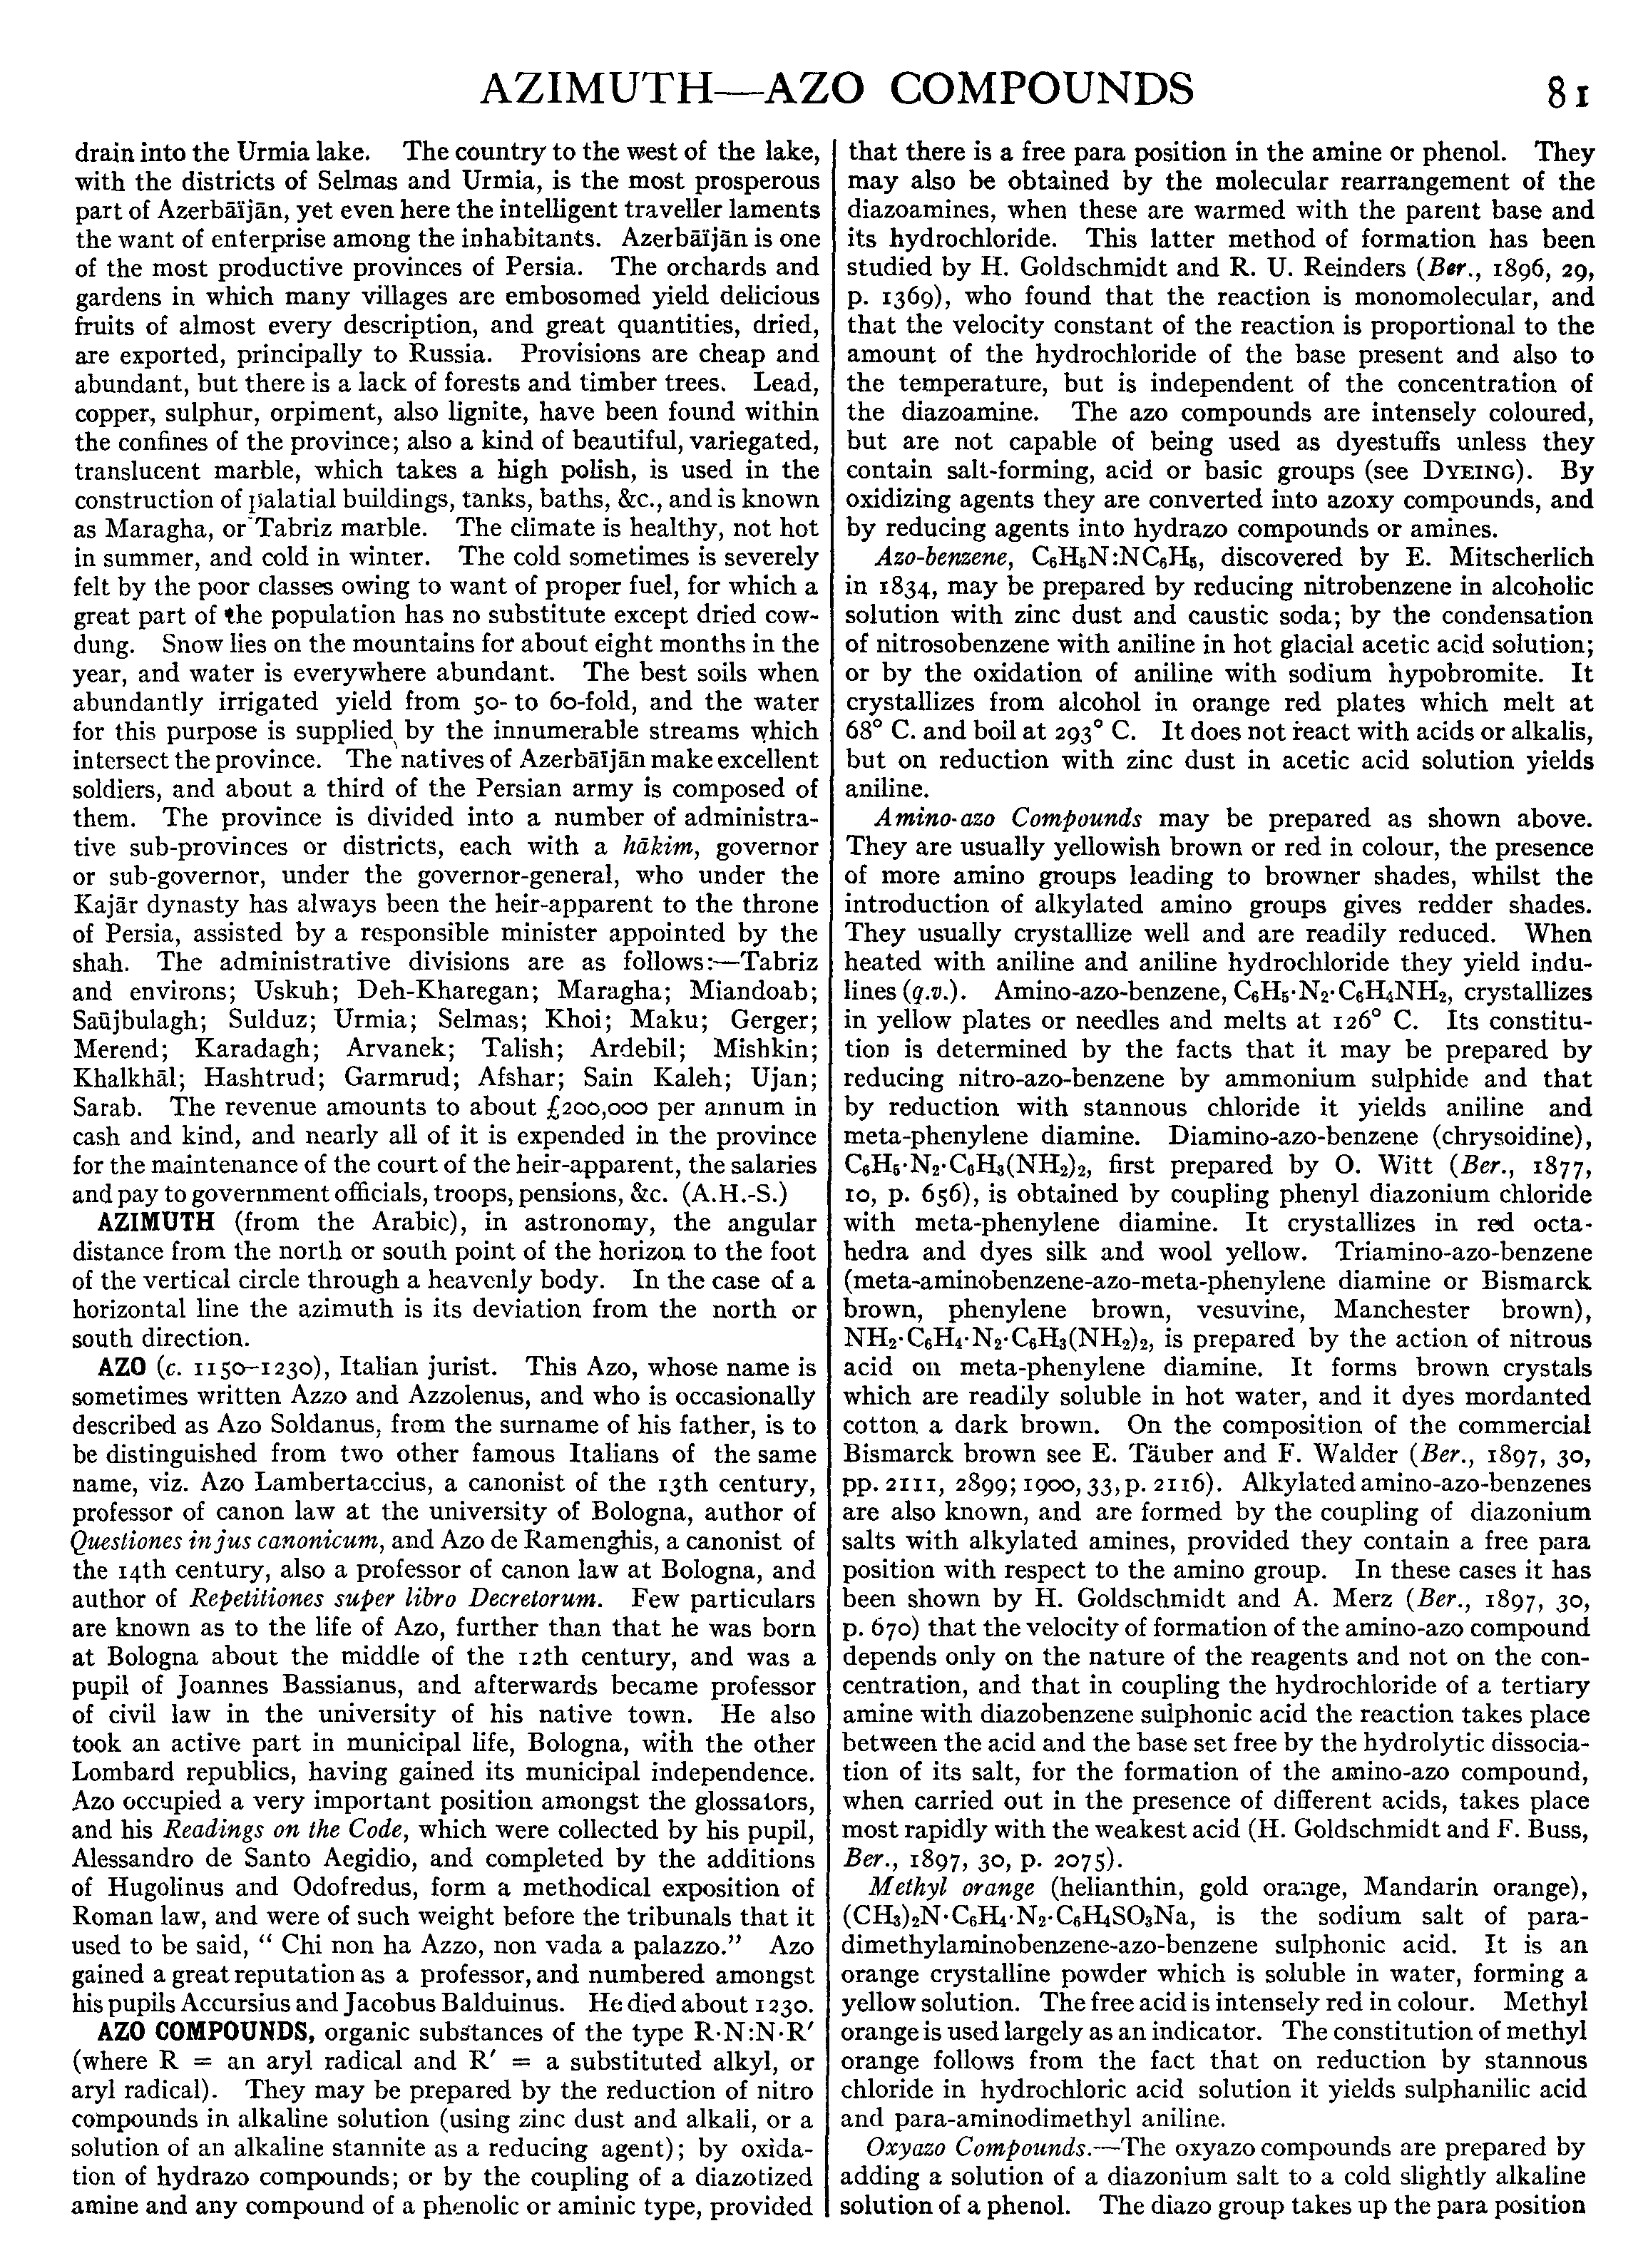 AZIMUTH—AZO COMPOUNDS 81
drain into the Urmia lake. The country to the west of the lake,
with the districts of Selmas and Urmia, is the most prosperous
part of Azerbāïjān, yet even here the intelligent traveller laments
the want of enterprise among the inhabitants. Azerbāïjān is one
of the most productive provinces of Persia. The orchards and
gardens in which many villages are embosomed yield delicious
fruits of almost every description, and great quantities, dried,
are exported, principally to Russia. Provisions are cheap and
abundant, but there is a lack of forests and timber trees. Lead,
copper, sulphur, orpiment, also lignite, have been found within
the confines of the province; also a kind of beautiful, variegated,
translucent marble, which takes a high polish, is used in the
construction of palatial buildings, tanks, baths, &c., and is known
as Maragha, or Tabriz marble. The climate is healthy, not hot
in summer, and cold in winter. The cold sometimes is severely
felt by the poor classes owing to want of proper fuel, for which a
great part of the population has no substitute except dried cow-
dung. Snow lies on the mountains for about eight months in the
year, and water is everywhere abundant. The best soils when
abundantly irrigated yield from 50- to 60-fold, and the water
for this purpose is supplied by the innumerable streams which
intersect the province. The natives of Azerbāïjān make excellent
soldiers, and about a third of the Persian army is composed of
them. The province is divided into a number of administra-
tive sub-provinces or districts, each with a hākim, governor
or sub-governor, under the governor-general, who under the
Kajār dynasty has always been the heir-apparent to the throne
of Persia, assisted by a responsible minister appointed by the
shah. The administrative divisions are as follows:—Tabriz
and environs; Uskuh; Deh-Kharegan; Maragha; Miandoab;
Saūjbulagh; Sulduz; Urmia; Selmas; Khoi; Maku; Gerger;
Merend; Karadagh; Arvanek; Talish; Ardebil; Mishkin;
Khalkhāl; Hashtrud; Garmrud; Afshar; Sain Kaleh; Ujan;
Sarab. The revenue amounts to about £200,000 per annum in
cash and kind, and nearly all of it is expended in the province
for the maintenance of the court of the heir-apparent, the salaries
and pay to government officials, troops, pensions, &c. (A.H.-S.)
AZIMUTH (from the Arabic), in astronomy, the angular
distance from the north or south point of the horizon to the foot
of the vertical circle through a heavenly body. In the case of a
horizontal line the azimuth is its deviation from the north or
south direction.
AZO (c. 1150–1230), Italian jurist. This Azo, whose name is
sometimes written Azzo and Azzolenus, and who is occasionally
described as Azo Soldanus, from the surname of his father, is to
be distinguished from two other famous Italians of the same
name, viz. Azo Lambertaccius, a canonist of the 13th century,
professor of canon law at the university of Bologna, author of
Questiones in jus canonicum, and Azo de Ramenghis, a canonist of
the 14th century, also a professor of canon law at Bologna, and
author of Repetitiones super libro Decretorum. Few particulars
are known as to the life of Azo, further than that he was born
at Bologna about the middle of the 12th century, and was a
pupil of Joannes Bassianus, and afterwards became professor
of civil law in the university of his native town. He also
took an active part in municipal life, Bologna, with the other
Lombard republics, having gained its municipal independence.
Azo occupied a very important position amongst the glossators,
and his Readings on the Code, which were collected by his pupil,
Alessandro de Santo Aegidio, and completed by the additions
of Hugolinus and Odofredus, form a methodical exposition of
Roman law, and were of such weight before the tribunals that it
used to be said, “ Chi non ha Azzo, non vada a palazzo.” Azo
gained a great reputation as a professor, and numbered amongst
his pupils Accursius and Jacobus Balduinus. He died about 1230.
AZO COMPOUNDS, organic substances of the type R·N:N·R′
(where R = an aryl radical and R′ = a substituted alkyl, or
aryl radical). They may be prepared by the reduction of nitro
compounds in alkaline solution (using zinc dust and alkali, or a
solution of an alkaline stannite as a reducing agent); by oxida-
tion of hydrazo compounds; or by the coupling of a diazotized
amine and any compound of a phenolic or aminic type, provided
that there is a free para position in the amine or phenol. They
may also be obtained by the molecular rearrangement of the
diazoamines, when these are warmed with the parent base and
its hydrochloride. This latter method of formation has been
studied by H. Goldschmidt and R. U. Reinders (Ber., 1896, 29,
p. 1369), who found that the reaction is monomolecular, and
that the velocity constant of the reaction is proportional to the
amount of the hydrochloride of the base present and also to
the temperature, but is independent of the concentration of
the diazoamine. The azo compounds are intensely coloured,
but are not capable of being used as dyestuffs unless they
contain salt-forming, acid or basic groups (see DYEING). By
oxidizing agents they are converted into azoxy compounds, and
by reducing agents into hydrazo compounds or amines.
Azo-benzene, C₆H₅N:NC₆H₅, discovered by E. Mitscherlich
in 1834, may be prepared by reducing nitrobenzene in alcoholic
solution with zinc dust and caustic soda; by the condensation
of nitrosobenzene with aniline in hot glacial acetic acid solution;
or by the oxidation of aniline with sodium hypobromite. It
crystallizes from alcohol in orange red plates which melt at
68° C. and boil at 293° C. It does not react with acids or alkalis,
but on reduction with zinc dust in acetic acid solution yields
aniline.
Amino-azo Compounds may be prepared as shown above.
They are usually yellowish brown or red in colour, the presence
of more amino groups leading to browner shades, whilst the
introduction of alkylated amino groups gives redder shades.
They usually crystallize well and are readily reduced. When
heated with aniline and aniline hydrochloride they yield indu-
lines (q.v.). Amino-azo-benzene, C₆H₅·N₂·C₆H₄NH₂, crystallizes
in yellow plates or needles and melts at 126° C. Its constitu-
tion is determined by the facts that it may be prepared by
reducing nitro-azo-benzene by ammonium sulphide and that
by reduction with stannous chloride it yields aniline and
meta-phenylene diamine. Diamino-azo-benzene (chrysoidine),
C₆H₅·N₂·C₆H₃(NH₂)₂, first prepared by O. Witt (Ber., 1877,
10, p. 656), is obtained by coupling phenyl diazonium chloride
with meta-phenylene diamine. It crystallizes in red octa-
hedra and dyes silk and wool yellow. Triamino-azo-benzene
(meta-aminobenzene-azo-meta-phenylene diamine or Bismarck
brown, phenylene brown, vesuvine, Manchester brown),
NH₂·C₆H₄·N₂·C₆H₃(NH₂)₂, is prepared by the action of nitrous
acid on meta-phenylene diamine. It forms brown crystals
which are readily soluble in hot water, and it dyes mordanted
cotton a dark brown. On the composition of the commercial
Bismarck brown see E. Täuber and F. Walder (Ber., 1897, 30,
pp. 2111, 2899; 1900, 33, p. 2116). Alkylated amino-azo-benzenes
are also known, and are formed by the coupling of diazonium
salts with alkylated amines, provided they contain a free para
position with respect to the amino group. In these cases it has
been shown by H. Goldschmidt and A. Merz (Ber., 1897, 30,
p. 670) that the velocity of formation of the amino-azo compound
depends only on the nature of the reagents and not on the con-
centration, and that in coupling the hydrochloride of a tertiary
amine with diazobenzene sulphonic acid the reaction takes place
between the acid and the base set free by the hydrolytic dissocia-
tion of its salt, for the formation of the amino-azo compound,
when carried out in the presence of different acids, takes place
most rapidly with the weakest acid (H. Goldschmidt and F. Buss,
Ber., 1897, 30, p. 2075).
Methyl orange (helianthin, gold orange, Mandarin orange),
(CH₃)₂N·C₆H₄·N₂·C₆H₄SO₃Na, is the sodium salt of para-
dimethylaminobenzene-azo-benzene sulphonic acid. It is an
orange crystalline powder which is soluble in water, forming a
yellow solution. The free acid is intensely red in colour. Methyl
orange is used largely as an indicator. The constitution of methyl
orange follows from the fact that on reduction by stannous
chloride in hydrochloric acid solution it yields sulphanilic acid
and para-aminodimethyl aniline.
Oxyazo Compounds.—The oxyazo compounds are prepared by
adding a solution of a diazonium salt to a cold slightly alkaline
solution of a phenol. The diazo group takes up the para position